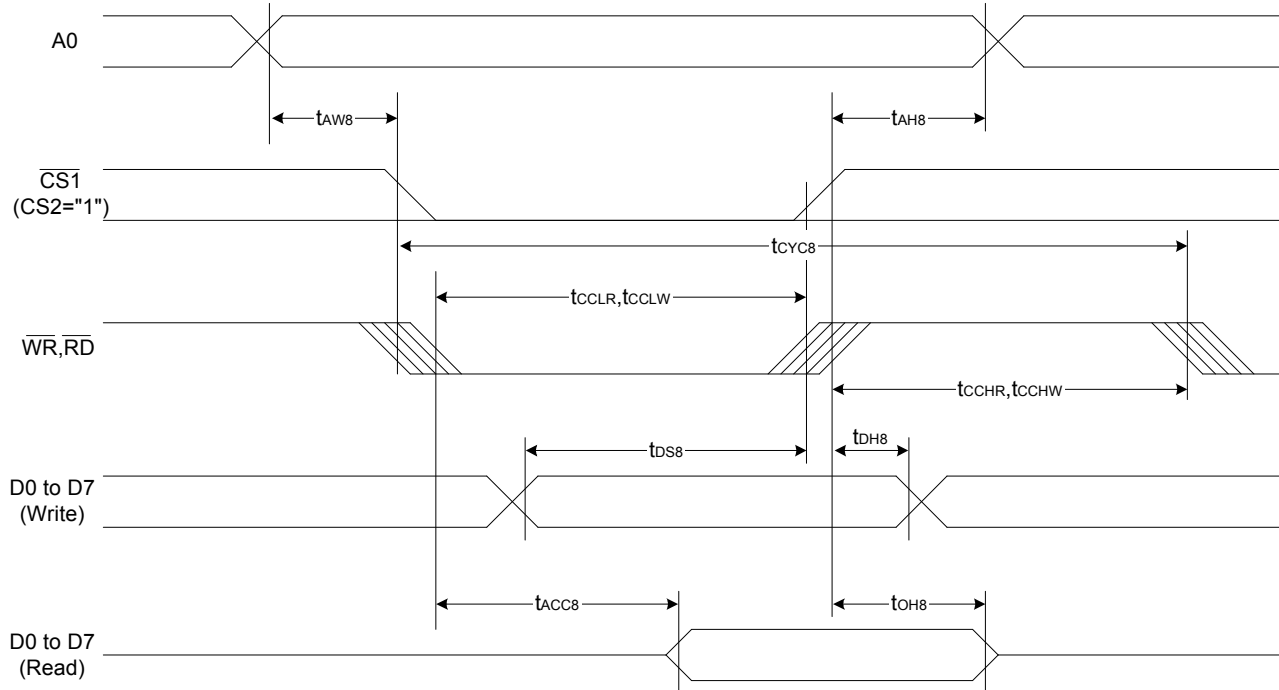 A0
tAW8
tAH8
CS1
(CS2="1")
tCYC8
tCCLR,tCCLW
WR,RD
tCCHR,tCCHW
tDS8
tDH8
D0 to D7
(Write)
tACC8
tOH8
D0 to D7
(Read)